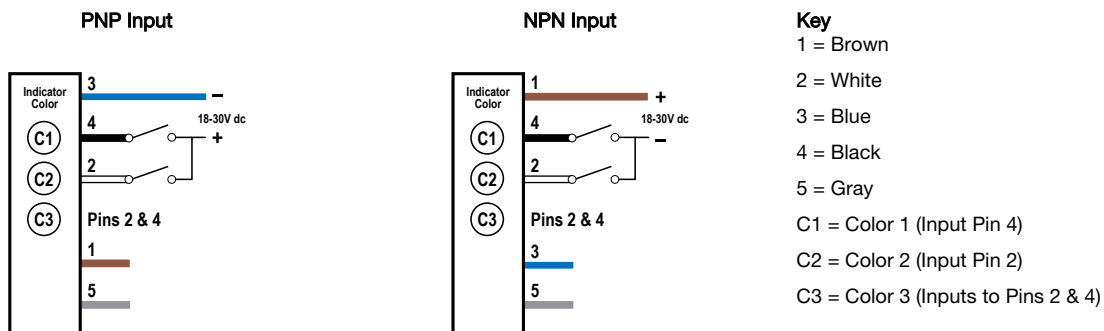 PNP Input
Indicator
Color
3
–
4
18-30V dc
C1
+
2
C2
C3
Pins 2 & 4
1
5
NPN Input
Indicator
Color
1
+
4
18-30V dc
C1
–
2
C2
C3
Pins 2 & 4
3
5
Key
1 = Brown
2 = White
3 = Blue
4 = Black
5 = Gray
C1 = Color 1 (Input Pin 4)
C2 = Color 2 (Input Pin 2)
C3 = Color 3 (Inputs to Pins 2 & 4)